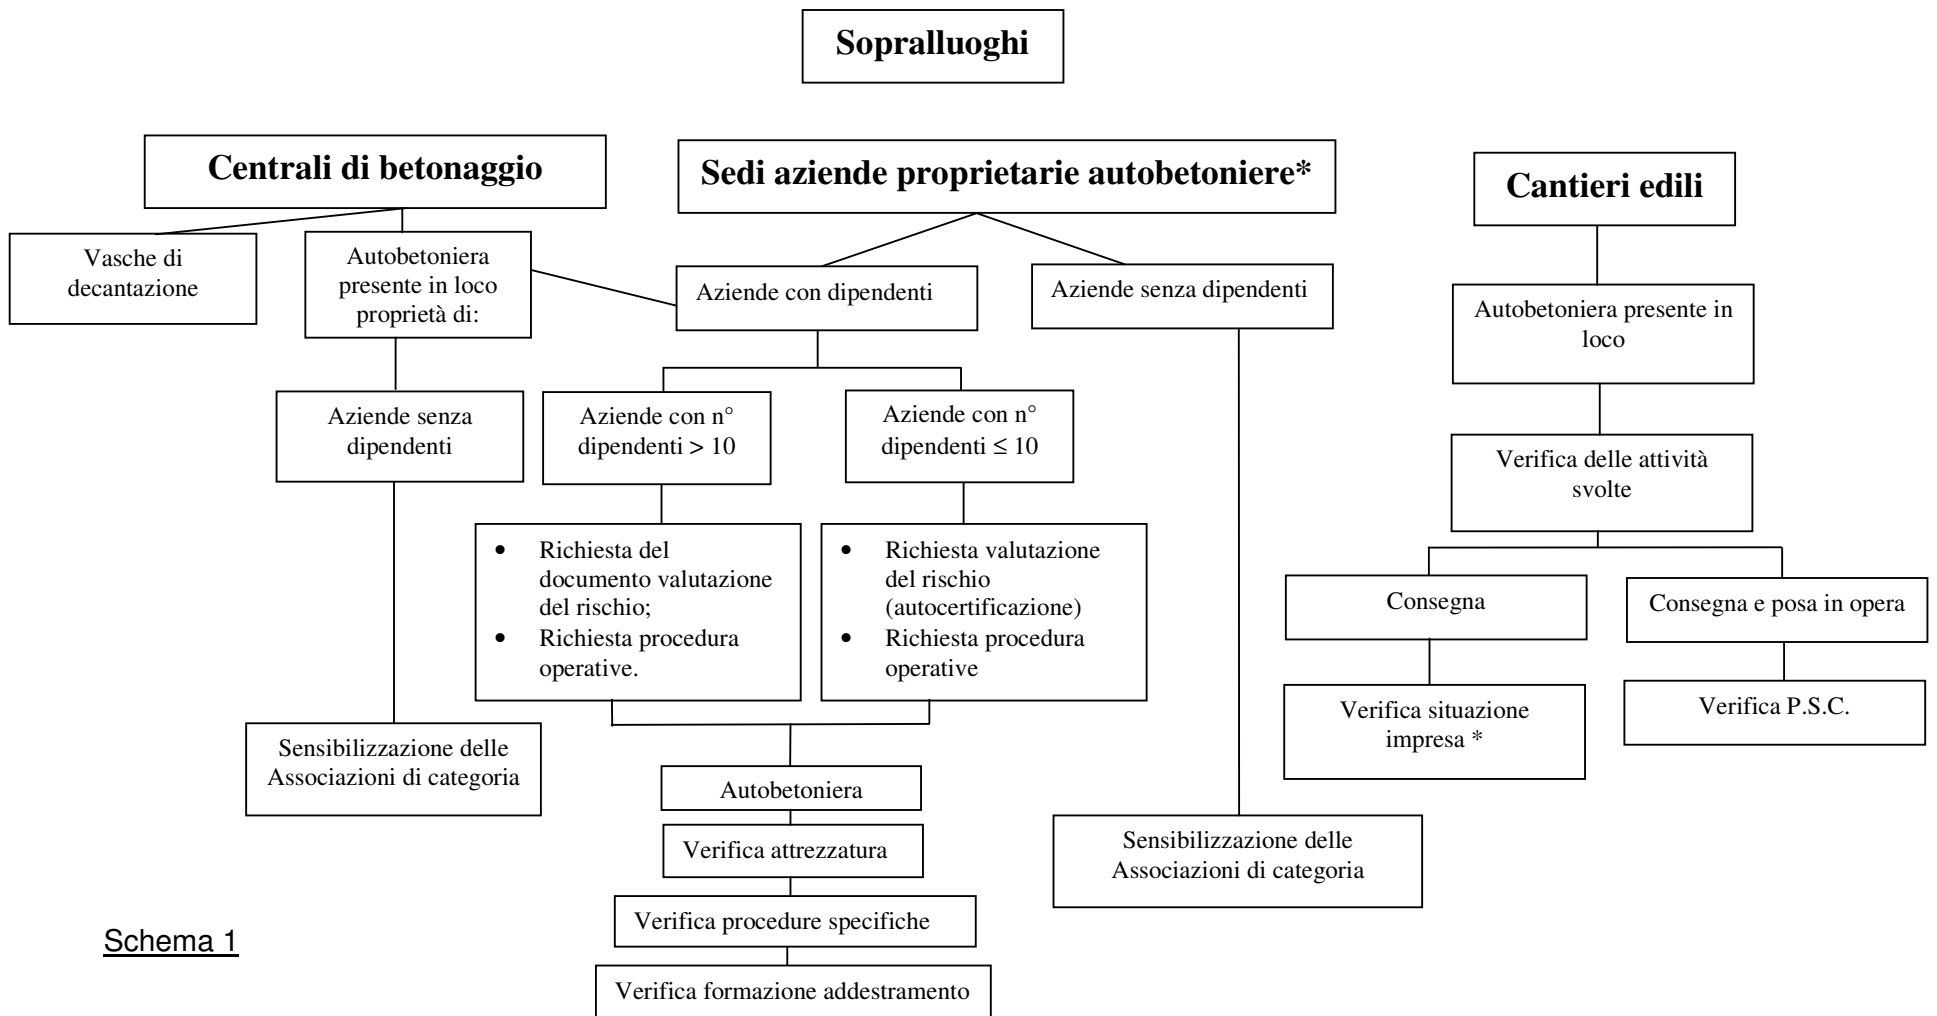 Sopralluoghi
Centrali di betonaggio
Sedi aziende proprietarie autobetoniere*
Cantieri edili
Vasche di
decantazione
Autobetoniera
presente in loco
proprietà di:
Aziende con dipendenti
Aziende senza dipendenti
Autobetoniera presente in
loco
Aziende senza
dipendenti
Aziende con n°
dipendenti > 10
Aziende con n°
dipendenti ≤ 10
Verifica delle attività
svolte
• Richiesta del
documento valutazione
del rischio;
• Richiesta procedura
operative.
• Richiesta valutazione
del rischio
(autocertificazione)
• Richiesta procedura
operative
Consegna
Consegna e posa in opera
Verifica situazione
impresa *
Verifica P.S.C.
Sensibilizzazione delle
Associazioni di categoria
Autobetoniera
Verifica attrezzatura
Sensibilizzazione delle
Associazioni di categoria
Verifica procedure specifiche
Verifica formazione addestramento
Schema 1